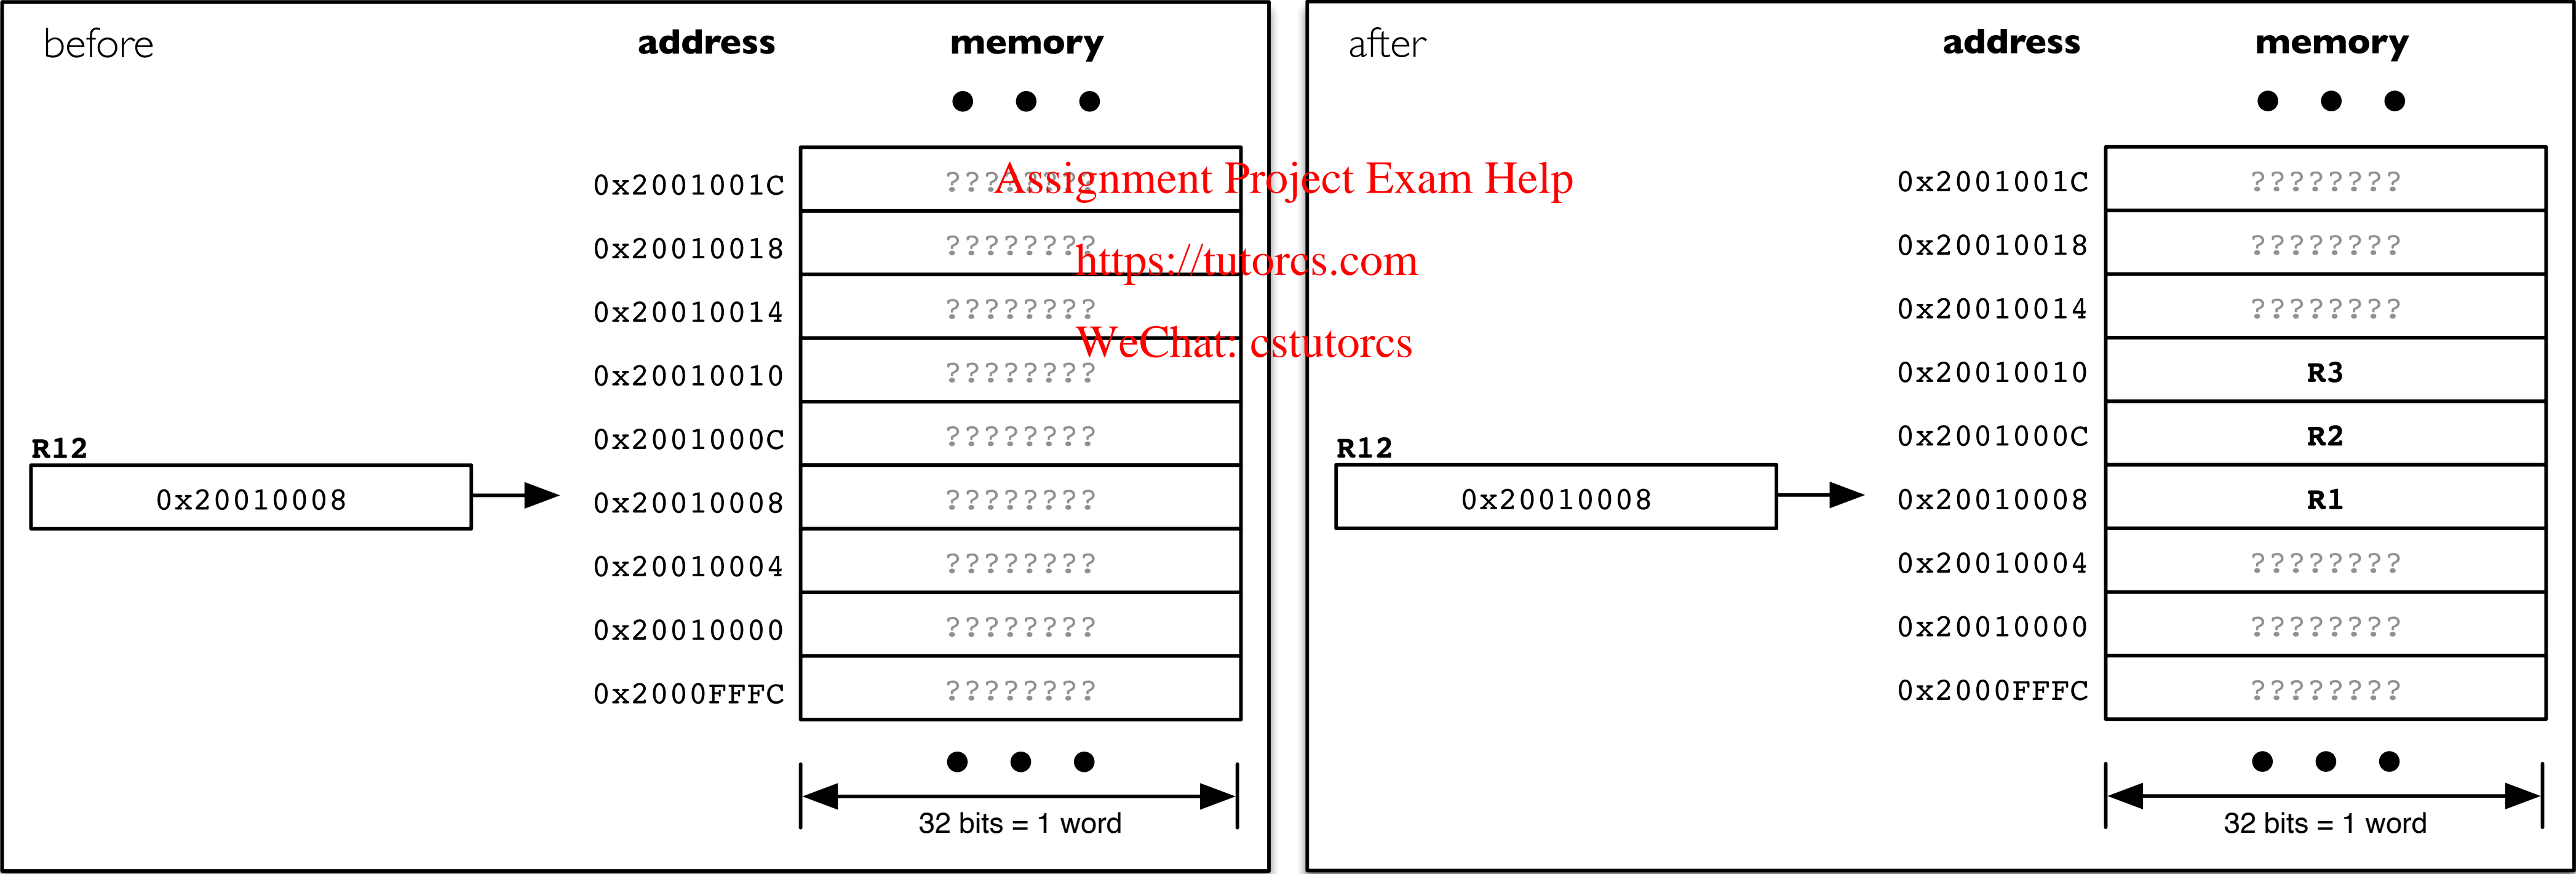 before
address memory
0x2001001C ????????
0x20010018 ????????
0x20010014 ????????
0x20010010 ????????
0x2001000C ????????
R12
0x20010008
0x20010008 ????????
0x20010004 ????????
0x20010000 ????????
0x2000FFFC ????????
32 bits = 1 word
Assignment Project Exam Help
https://tutorcs.com
WeChat: cstutorcs
after
address memory
0x2001001C ????????
0x20010018 ????????
0x20010014 ????????
0x20010010 R3
0x2001000C R2
R12
0x20010008
0x20010008 R1
0x20010004 ????????
0x20010000 ????????
0x2000FFFC ????????
32 bits = 1 word